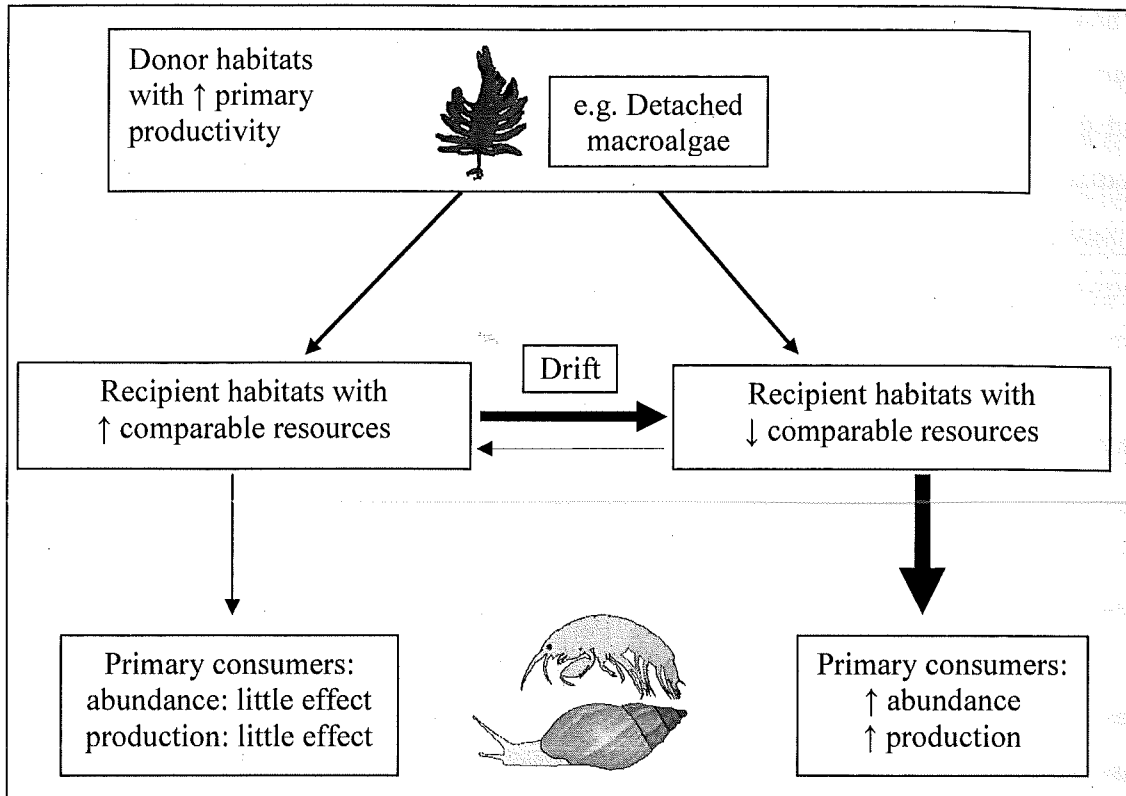 Donor habitats
with ↑ primary
productivity
e.g. Detached
macroalgae
Drift
Recipient habitats with
↑ comparable resources
Recipient habitats with
↓ comparable resources
Primary consumers:
abundance: little effect
production: little effect
Primary consumers:
↑ abundance
↑ production